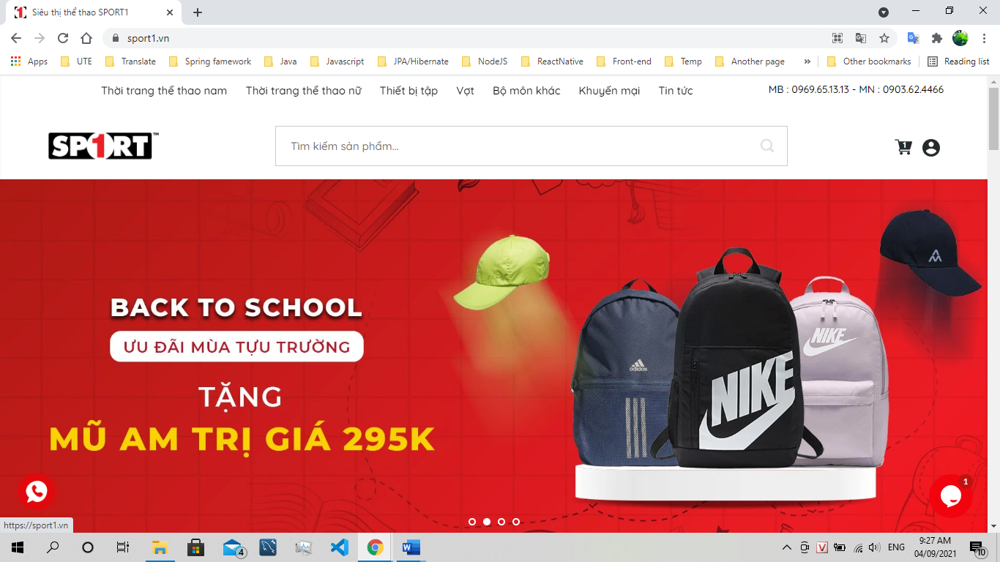 Siêu thị thể thao SPORT1
sport1.vn
Apps UTE Translate Spring famework Java Javascript JPA/Hibernate NodeJS ReactNative Front-end Temp Another page » Other bookmarks Reading list
Thời trang thể thao nam Thời trang thể thao nữ Thiết bị tập Vợt Bộ môn khác Khuyến mại Tin tức MB : 0969.65.13.13 - MN : 0903.62.4466
SP1RT™
Tìm kiếm sản phẩm...
1
BACK TO SCHOOL
ƯU ĐÃI MÙA TỰU TRƯỜNG
TẶNG
MŨ AM TRỊ GIÁ 295K
adidas
NIKE
NIKE
1
https://sport1.vn
4
V
ENG
9:27 AM
04/09/2021
10